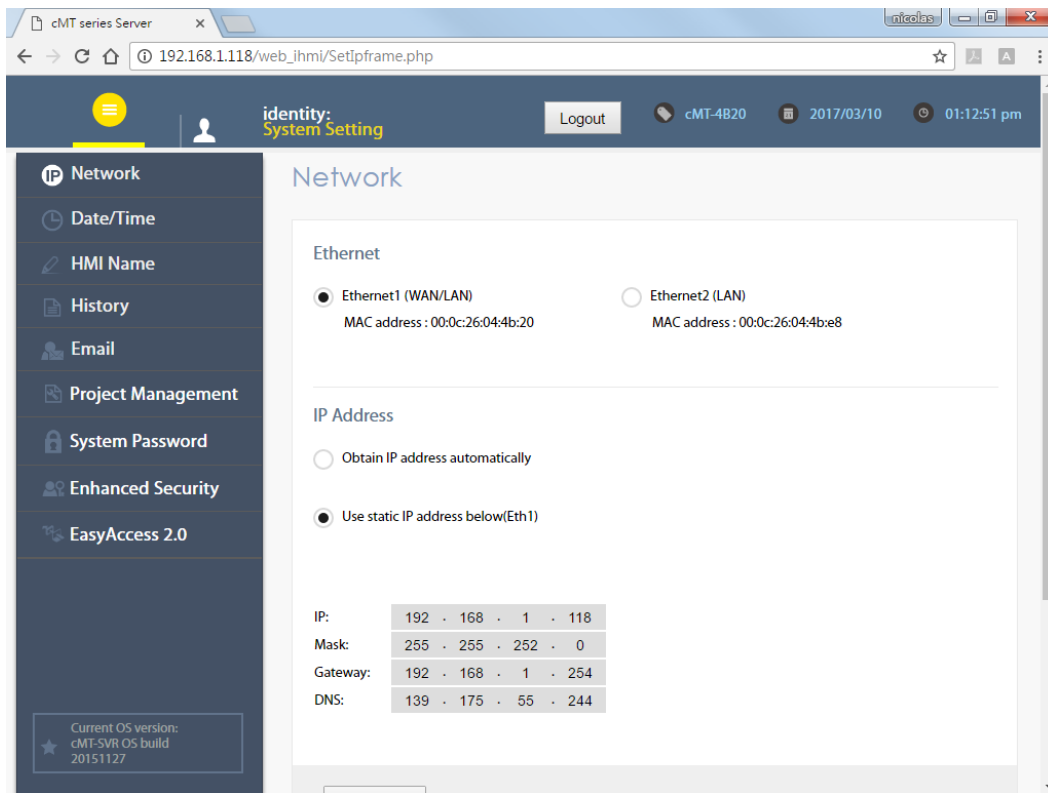 cMT series Server
nicolas
192.168.1.118/web_ihmi/SetIpframe.php
identity:
System Setting
Logout
cMT-4B20
2017/03/10
01:12:51 pm
Network
Date/Time
HMI Name
History
Email
Project Management
System Password
Enhanced Security
EasyAccess 2.0
Current OS version:
cMT-SVR OS build
20151127
Network
Ethernet
Ethernet1 (WAN/LAN)
MAC address : 00:0c:26:04:4b:20
Ethernet2 (LAN)
MAC address : 00:0c:26:04:4b:e8
IP Address
Obtain IP address automatically
Use static IP address below(Eth1)
IP: 192 . 168 . 1 . 118
Mask: 255 . 255 . 252 . 0
Gateway: 192 . 168 . 1 . 254
DNS: 139 . 175 . 55 . 244